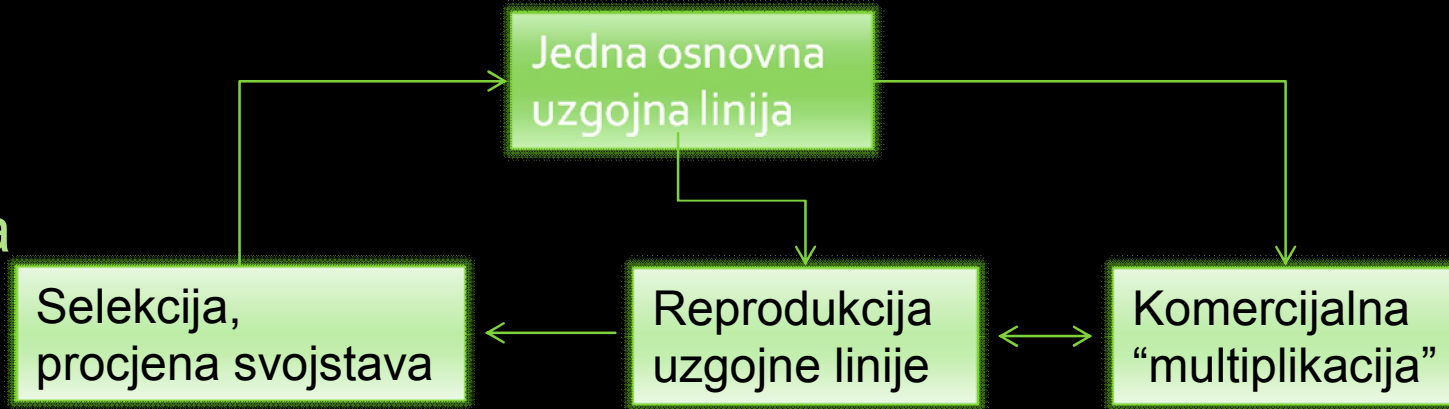 Jedna osnovna
uzgojna linija
a
Selekcija,
procjena svojstava
Reprodukcija
uzgojne linije
Komercijalna
“multiplikacija”